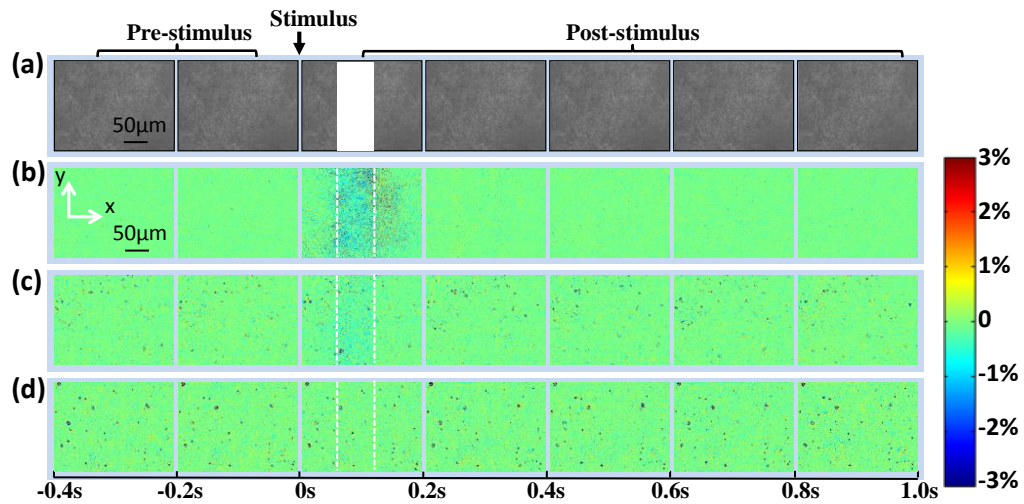 Stimulus
Pre-stimulus
Post-stimulus
(a)
50μm
(b)
y
x
50μm
(c)
(d)
3%
2%
1%
0
-1%
-2%
-3%
-0.4s
-0.2s
0s
0.2s
0.4s
0.6s
0.8s
1.0s